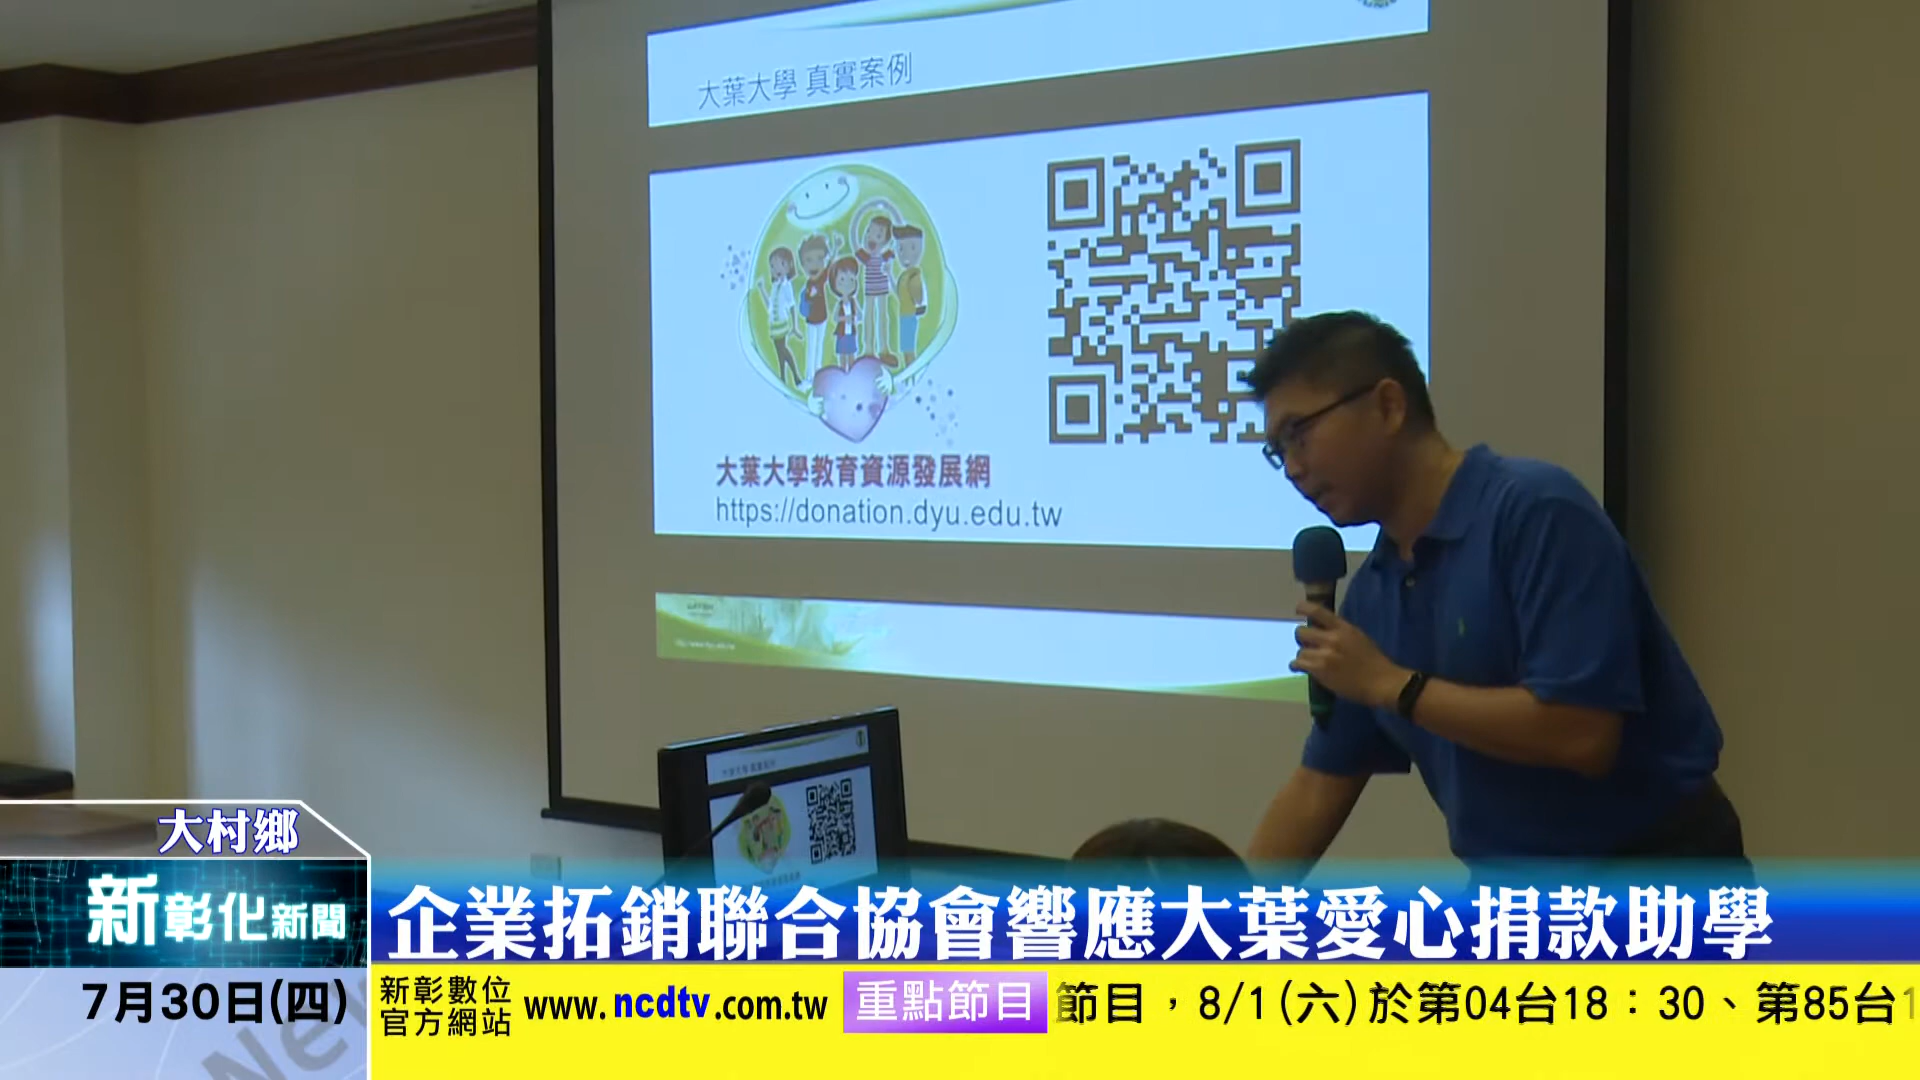 大葉大學 真實案例
大葉大學教育資源發展網
https://donation.dyu.edu.tw
大村鄉
新彰化新聞
企業拓銷聯合協會響應大葉愛心捐款助學
7月30日(四)
新彰數位
官方網站
www.ncdtv.com.tw
重點節目
節目，8/1(六)於第04台18：30、第85台1